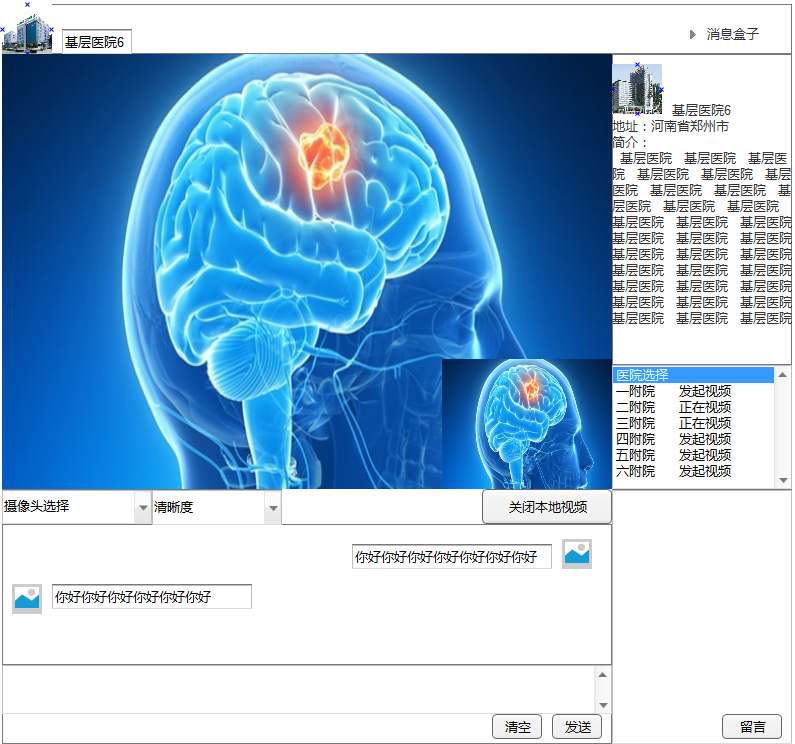 基层医院6
消息盒子
基层医院6
地址：河南省郑州市
简介：
基层医院 基层医院 基层医
院 基层医院 基层医院 基层
医院 基层医院 基层医院 基
层医院 基层医院 基层医院
基层医院 基层医院 基层医院
基层医院 基层医院 基层医院
基层医院 基层医院 基层医院
基层医院 基层医院 基层医院
基层医院 基层医院 基层医院
基层医院 基层医院 基层医院
基层医院 基层医院 基层医院
医院选择
一附院 发起视频
二附院 正在视频
三附院 正在视频
四附院 发起视频
五附院 发起视频
六附院 发起视频
摄像头选择
清晰度
关闭本地视频
你好你好你好你好你好你好你好
你好你好你好你好你好你好
清空
发送
留言